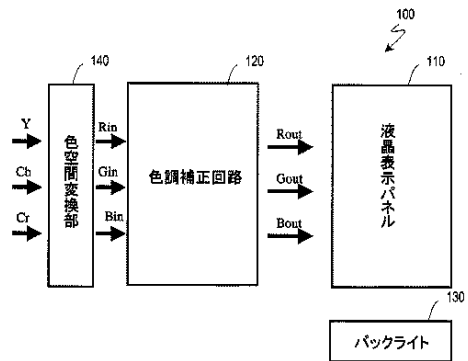 100
140
120
110
Y
Cb
Cr
色空間変換部
Rin
Gin
Bin
色調補正回路
Rout
Gout
Bout
液晶表示パネル
130
バックライト